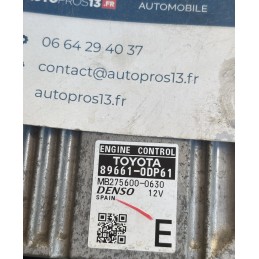 AUTOPROS13.FR
AUTOMOBILE
06 64 29 40 37
contact@autopros13.fr
autopros13.fr
ENGINE CONTROL
TOYOTA
89661-0DP61
MB275600-0630
DENSO 12V
SPAIN
E